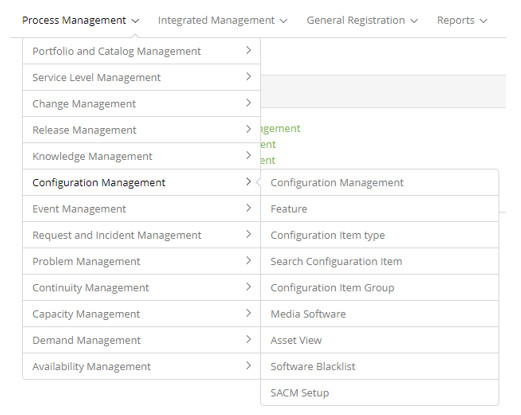 Process Management Integrated Management General Registration Reports
Portfolio and Catalog Management
Service Level Management
Change Management
Release Management
Knowledge Management
Configuration Management
Event Management
Request and Incident Management
Problem Management
Continuity Management
Capacity Management
Demand Management
Availability Management
gement
ent
ent
Configuration Management
Feature
Configuration Item type
Search Configuaration Item
Configuration Item Group
Media Software
Asset View
Software Blacklist
SACM Setup